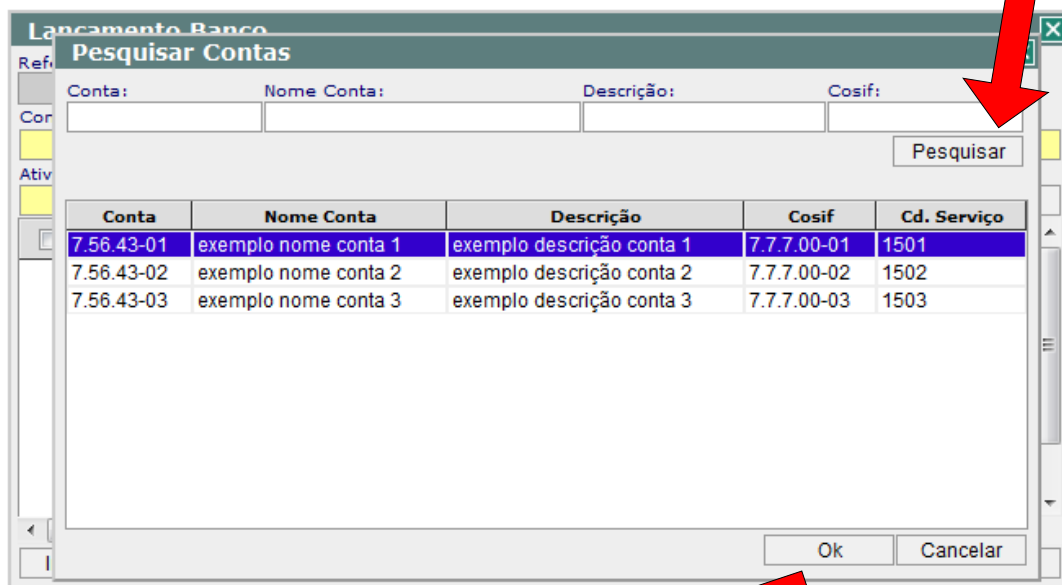 Lançamento Banco
Pesquisar Contas
Conta: Nome Conta: Descrição: Cosif:
Pesquisar
Conta Nome Conta Descrição Cosif Cd. Serviço
7.56.43-01 exemplo nome conta 1 exemplo descrição conta 1 7.7.7.00-01 1501
7.56.43-02 exemplo nome conta 2 exemplo descrição conta 2 7.7.7.00-02 1502
7.56.43-03 exemplo nome conta 3 exemplo descrição conta 3 7.7.7.00-03 1503
Ok Cancelar